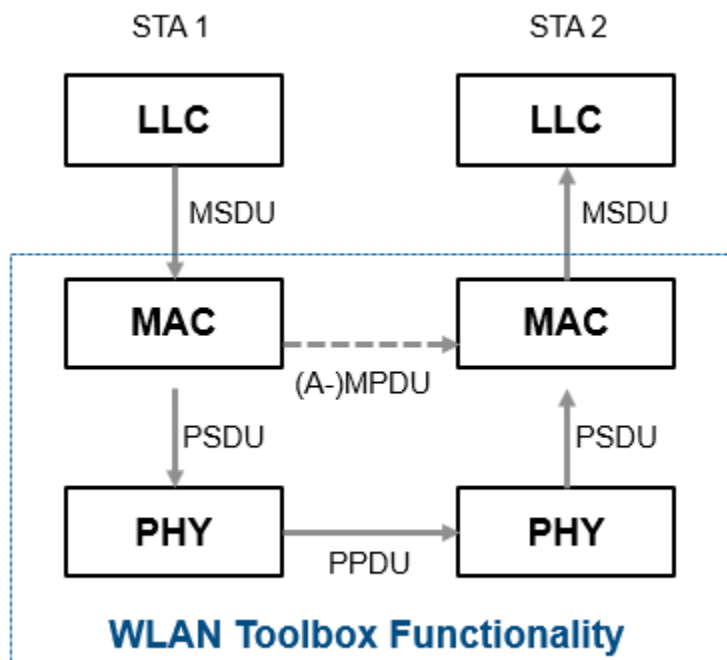 STA 1 STA 2
LLC LLC
MSDU MSDU
MAC MAC
(A-)MPDU
PSDU PSDU
PHY PHY
PPDU
WLAN Toolbox Functionality